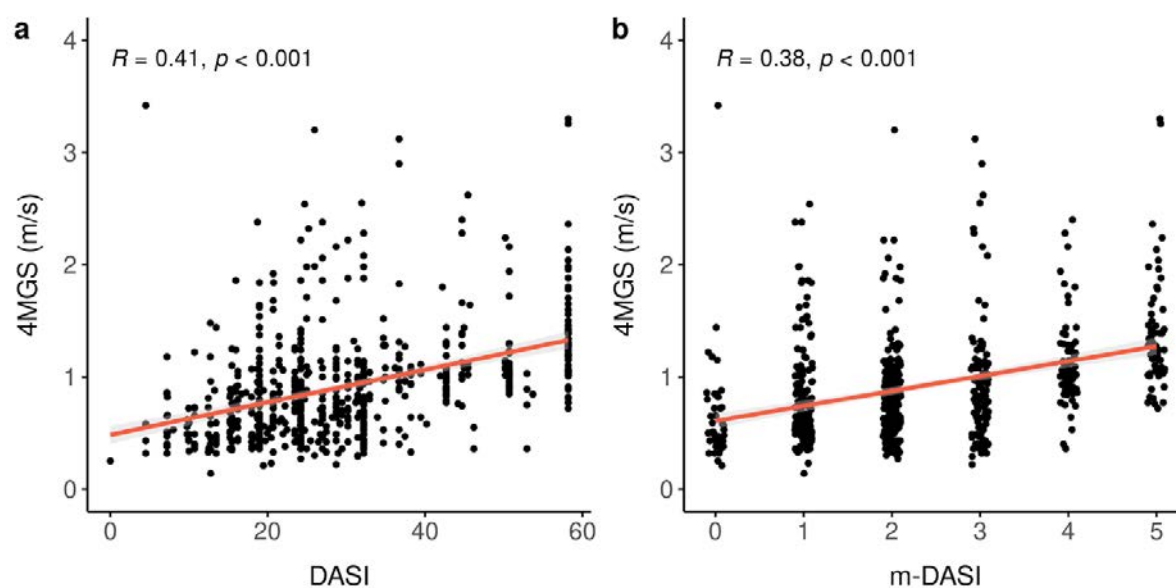 a
R = 0.41, p < 0.001
4
3
2
1
0
4MGS (m/s)
0 20 40 60
DASI
b
R = 0.38, p < 0.001
4
3
2
1
0
4MGS (m/s)
0 1 2 3 4 5
m-DASI